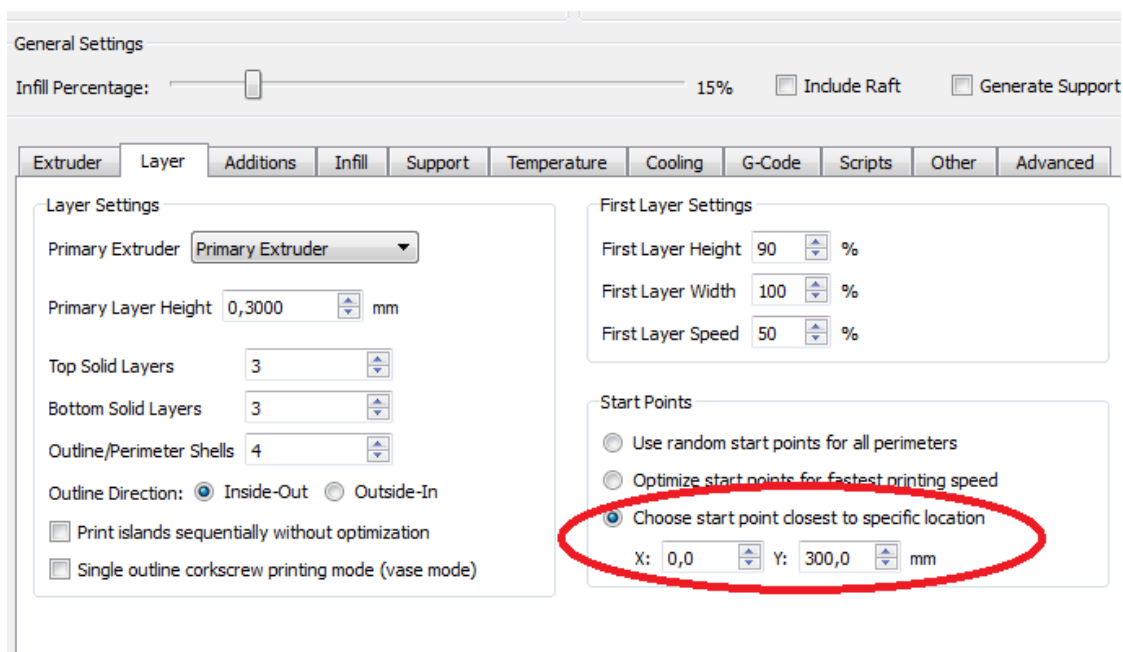 General Settings
Infill Percentage: 15% Include Raft Generate Support
Extruder Layer Additions Infill Support Temperature Cooling G-Code Scripts Other Advanced
Layer Settings
Primary Extruder Primary Extruder
Primary Layer Height 0,3000 mm
Top Solid Layers 3
Bottom Solid Layers 3
Outline/Perimeter Shells 4
Outline Direction: Inside-Out Outside-In
Print islands sequentially without optimization
Single outline corkscrew printing mode (vase mode)
First Layer Settings
First Layer Height 90 %
First Layer Width 100 %
First Layer Speed 50 %
Start Points
Use random start points for all perimeters
Optimize start points for fastest printing speed
Choose start point closest to specific location
X: 0,0 Y: 300,0 mm